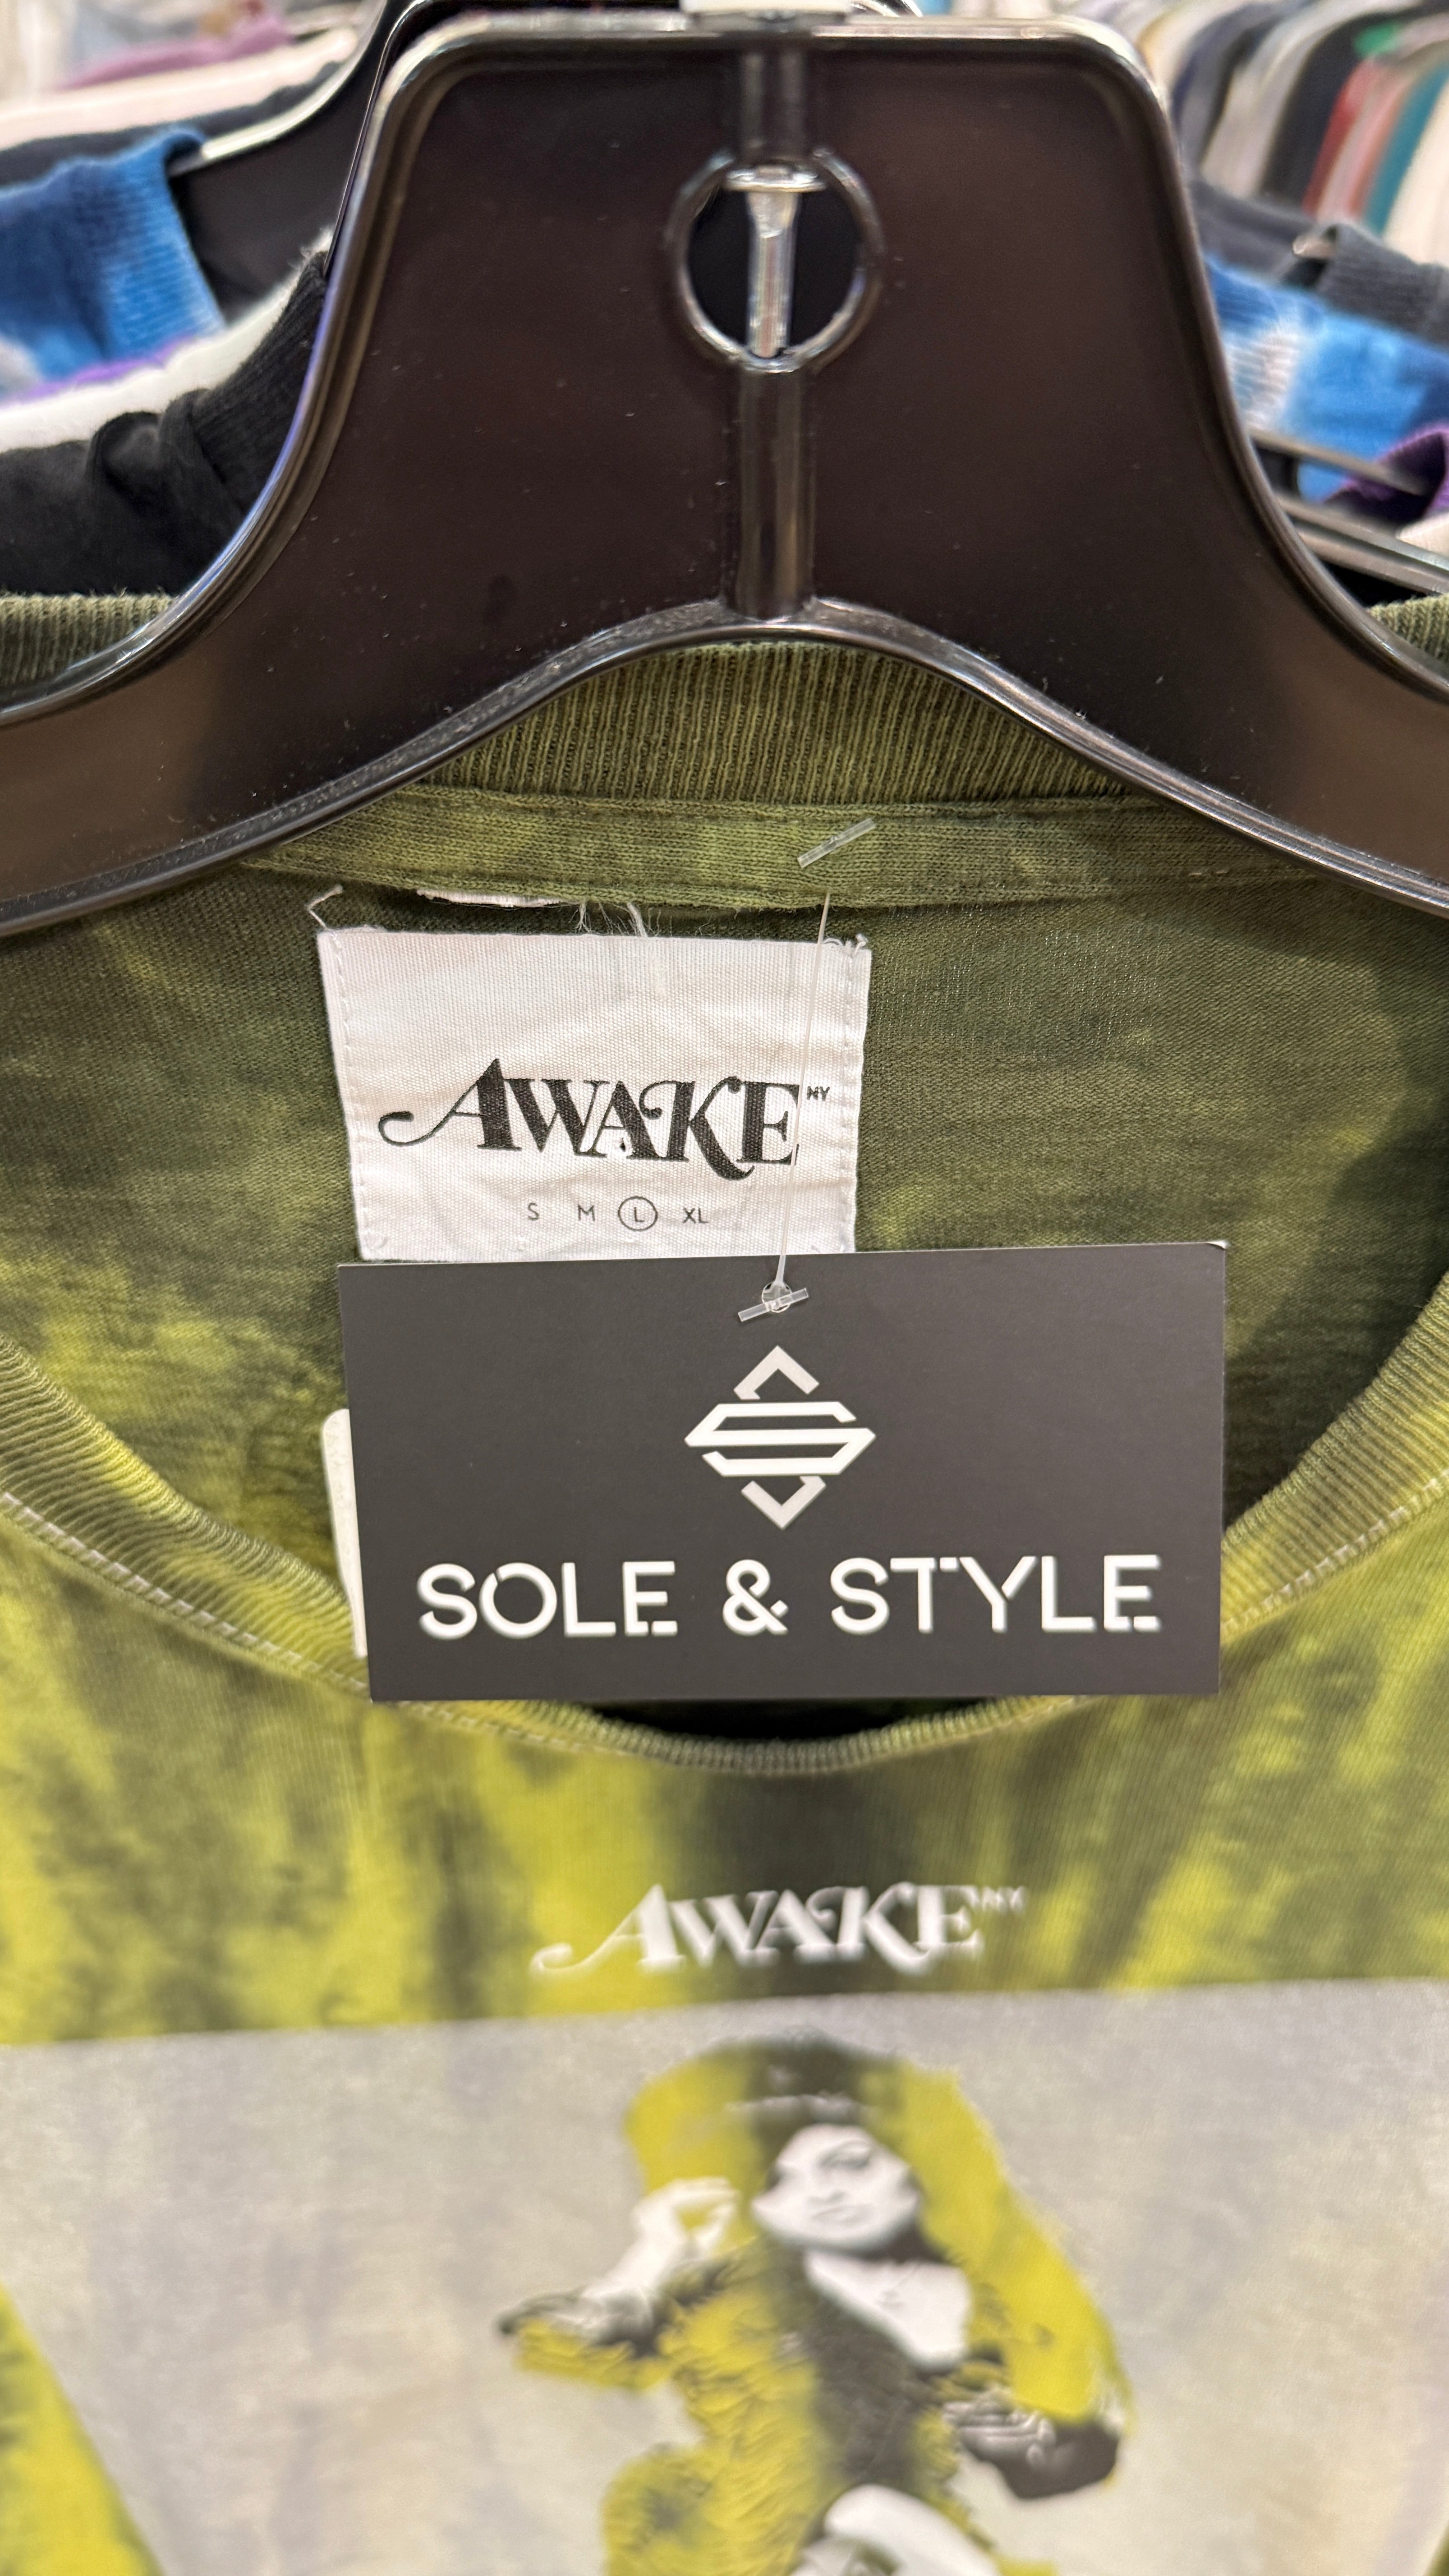 AWAKE NY
S M L XL
SOLE & STYLE
AWAKE NY